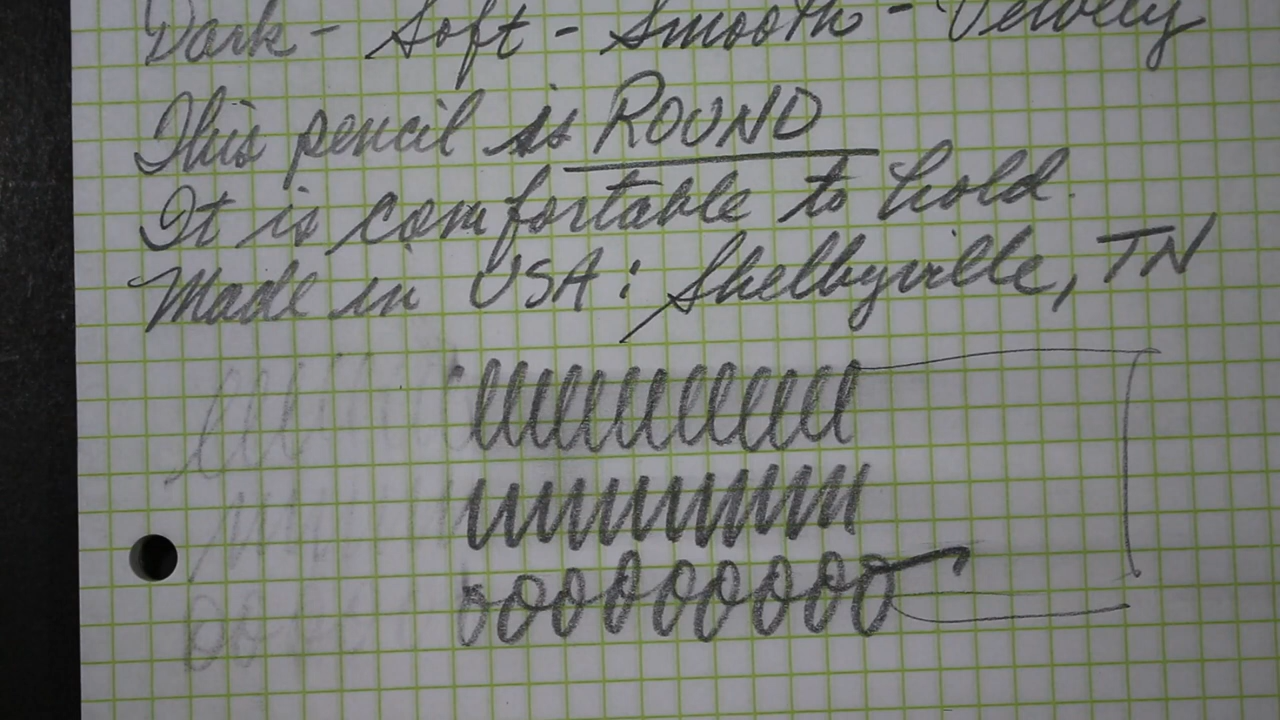 Dark - Soft - Smooth - Velvety
This pencil is ROUND
It is comfortable to hold.
Made in USA: Shelbyville, TN